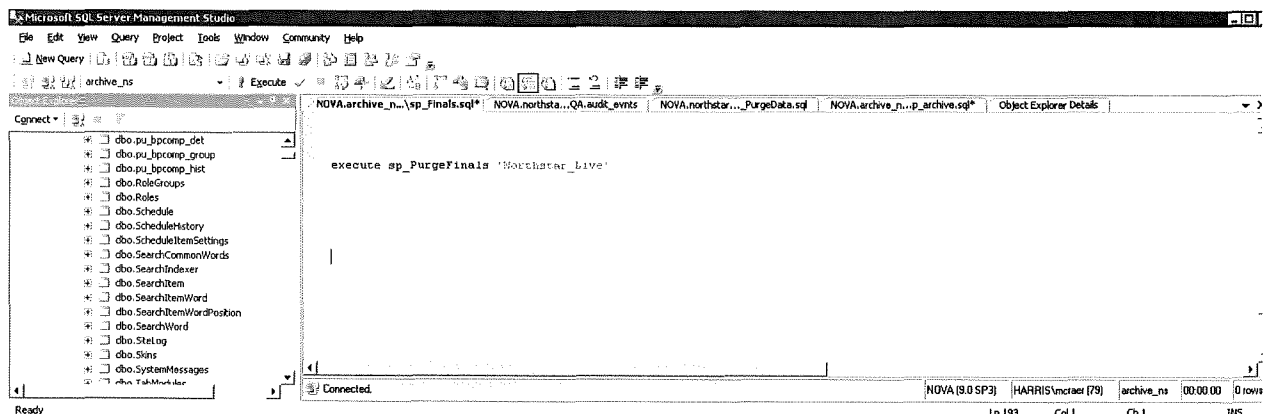 Microsoft SQL Server Management Studio
File Edit View Query Project Tools Window Community Help
New Query
archive_ns Execute
Connect
NOVA.archive_n...\sp_Finals.sql* NOVA.northsta...QA.audit_evnts NOVA.northstar..._PurgeData.sql NOVA.archive_n...p_archive.sql* Object Explorer Details
dbo.pu_bpcomp_det
dbo.pu_bpcomp_group
dbo.pu_bpcomp_hist
dbo.RoleGroups
dbo.Roles
dbo.Schedule
dbo.ScheduleHistory
dbo.ScheduleItemSettings
dbo.SearchCommonWords
dbo.SearchIndexer
dbo.SearchItem
dbo.SearchItemWord
dbo.SearchItemWordPosition
dbo.SearchWord
dbo.SiteLog
dbo.Skins
dbo.SystemMessages
dbo.TabModules
execute sp_PurgeFinals 'Northstar_Live'
Connected. NOVA (9.0 SP3) HARRIS\mcraer (79) archive_ns 00:00:00 0 rows
Ready Ln 193 Col 1 Ch 1 INS